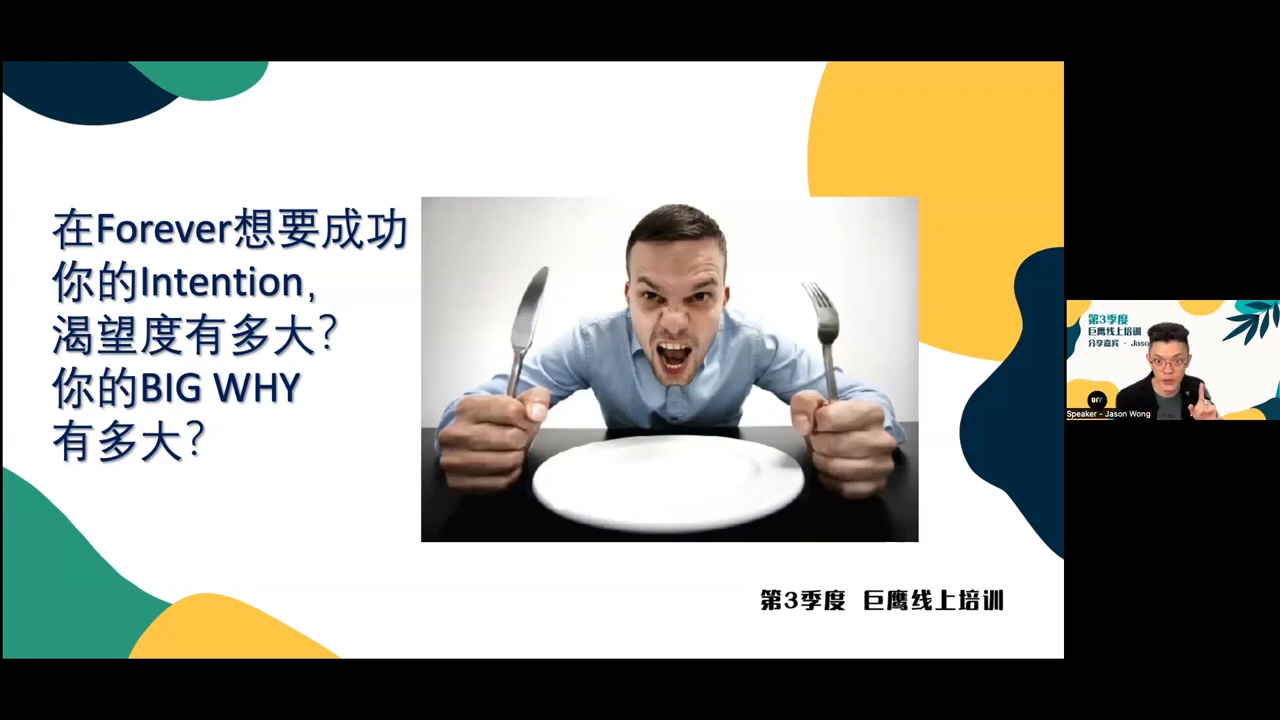 在Forever想要成功
你的Intention，
渴望度有多大？
你的BIG WHY
有多大？
第3季度 巨鹰线上培训
第3季度
巨鹰线上培训
分享嘉宾 · Jaso
Speaker - Jason Wong